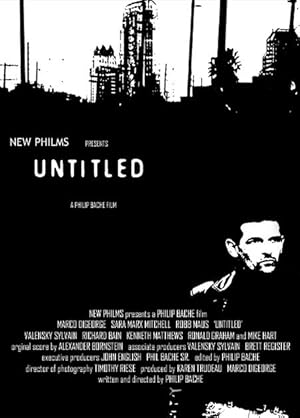 NEW PHILMS PRESENTS
UNTITLED
A PHILIP BACHE FILM
NEW PHILMS presents a PHILIP BACHE film
MARCO DIGEORGE SARA MARX MITCHELL ROBB MAUS "UNTITLED"
VALENSKY SYLVAIN RICHARD BAIN KENNETH MATTHEWS RONALD GRAHAM and MIKE HART
orginal score by ALEXANDER BORNSTEIN associate producers VALENSKY SYLVAIN BRETT REGISTER
executive producers JOHN ENGLISH PHIL BACHE SR. edited by PHILIP BACHE
director of photography TIMOTHY RIESE produced by KAREN TRUDEAU MARCO DIGEORGE
written and directed by PHILIP BACHE